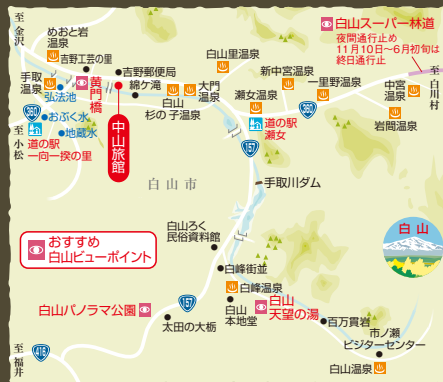 至
金
沢
めおと岩
温泉
吉野工芸の里
手取
温泉
弘法池
黄門橋
吉野郵便局
綿ケ滝
白山
杉の子温泉
大門
温泉
白山里温泉
瀬女温泉
新中宮温泉
一里野温泉
中宮
温泉
岩間温泉
白山スーパー林道
夜間通行止め
11月10日〜6月初旬は
終日通行止
至
白
川
村
360
おぶく水
地蔵水
至
小
松
道の駅
一向一揆の里
中山旅館
道の駅
瀬女
360
157
白山市
手取川ダム
白山
おすすめ
白山ビューポイント
白山ろく
民俗資料館
白峰街並
白峰温泉
白山
本地堂
白山
天望の湯
白山パノラマ公園
157
太田の大栃
百万貫岩
市ノ瀬
ビジターセンター
白山温泉
416
至
福
井